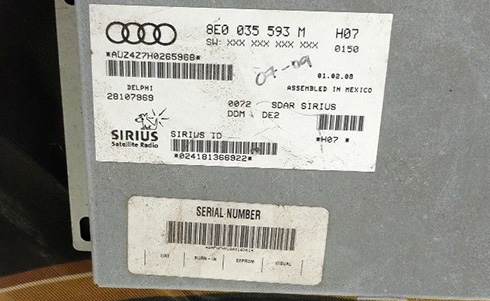 8E0 035 593 M H07
SW: XXX XXX XXX XXX 0150
*AUZ4Z7H0265968*
07-09
01.02.08
DELPHI ASSEMBLED IN MEXICO
28107969
0072 SDAR SIRIUS
DDM DE2
SIRIUS
Satellite Radio
SIRIUS ID
*H07 *
*024181366922*
SERIAL NUMBER
BURN-IN EEPROM VISUAL